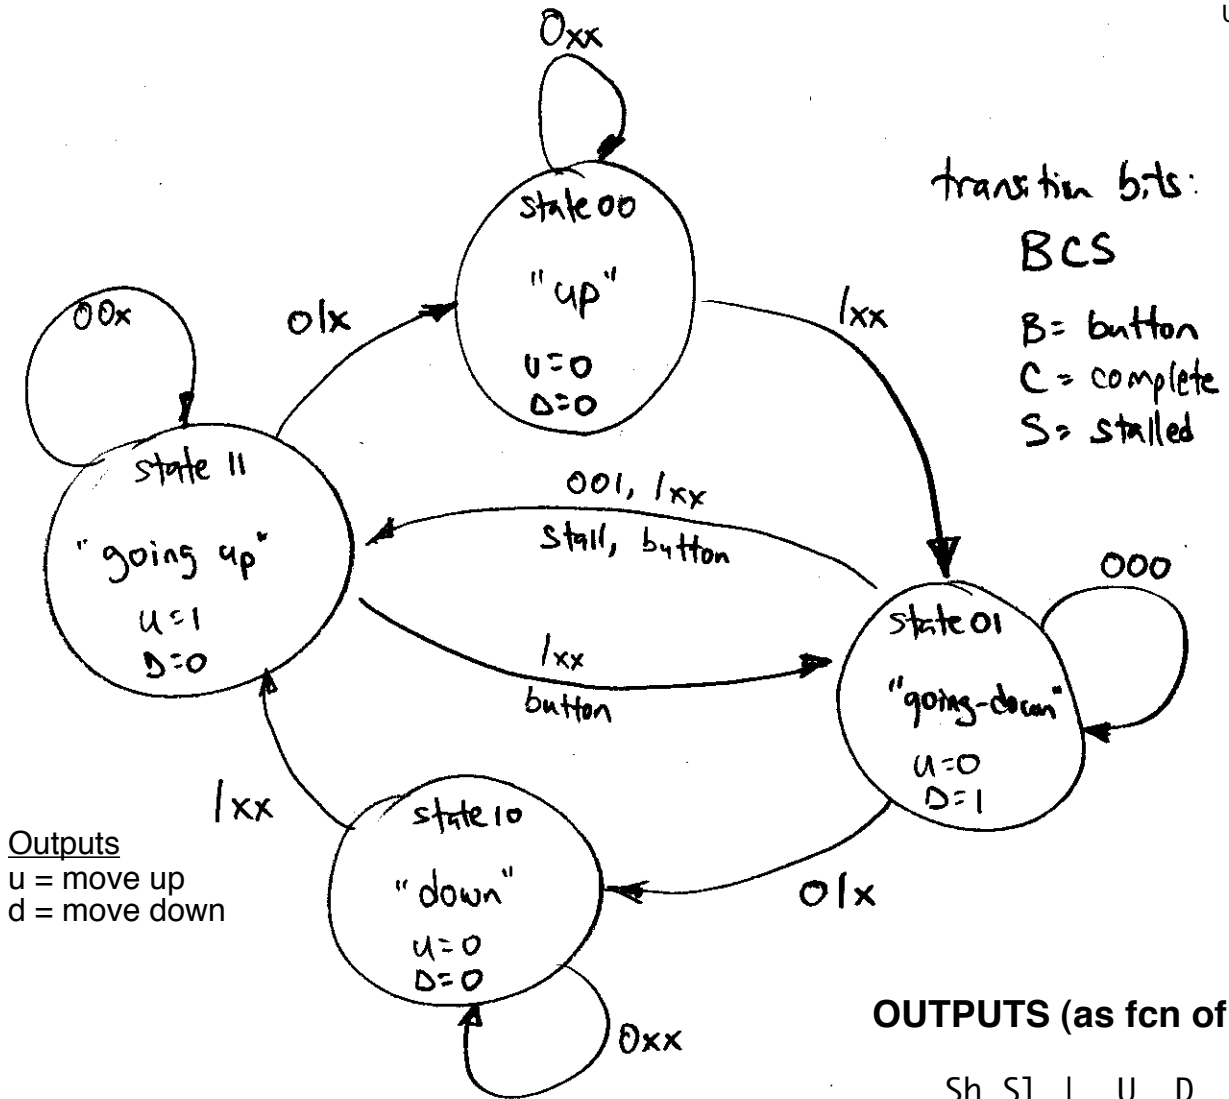 0xx
state 00
"up"
U=0
D=0
transition bits:
BCS
B= button
C = complete
S= stalled
1xx
01x
00x
state 11
"going up"
U=1
D=0
001, 1xx
stall, button
1xx
button
000
state 01
"going-down"
U=0
D=1
1xx
state 10
"down"
U=0
D=0
01x
0xx
Outputs
u = move up
d = move down
OUTPUTS (as fcn of
Sh Sl | U D